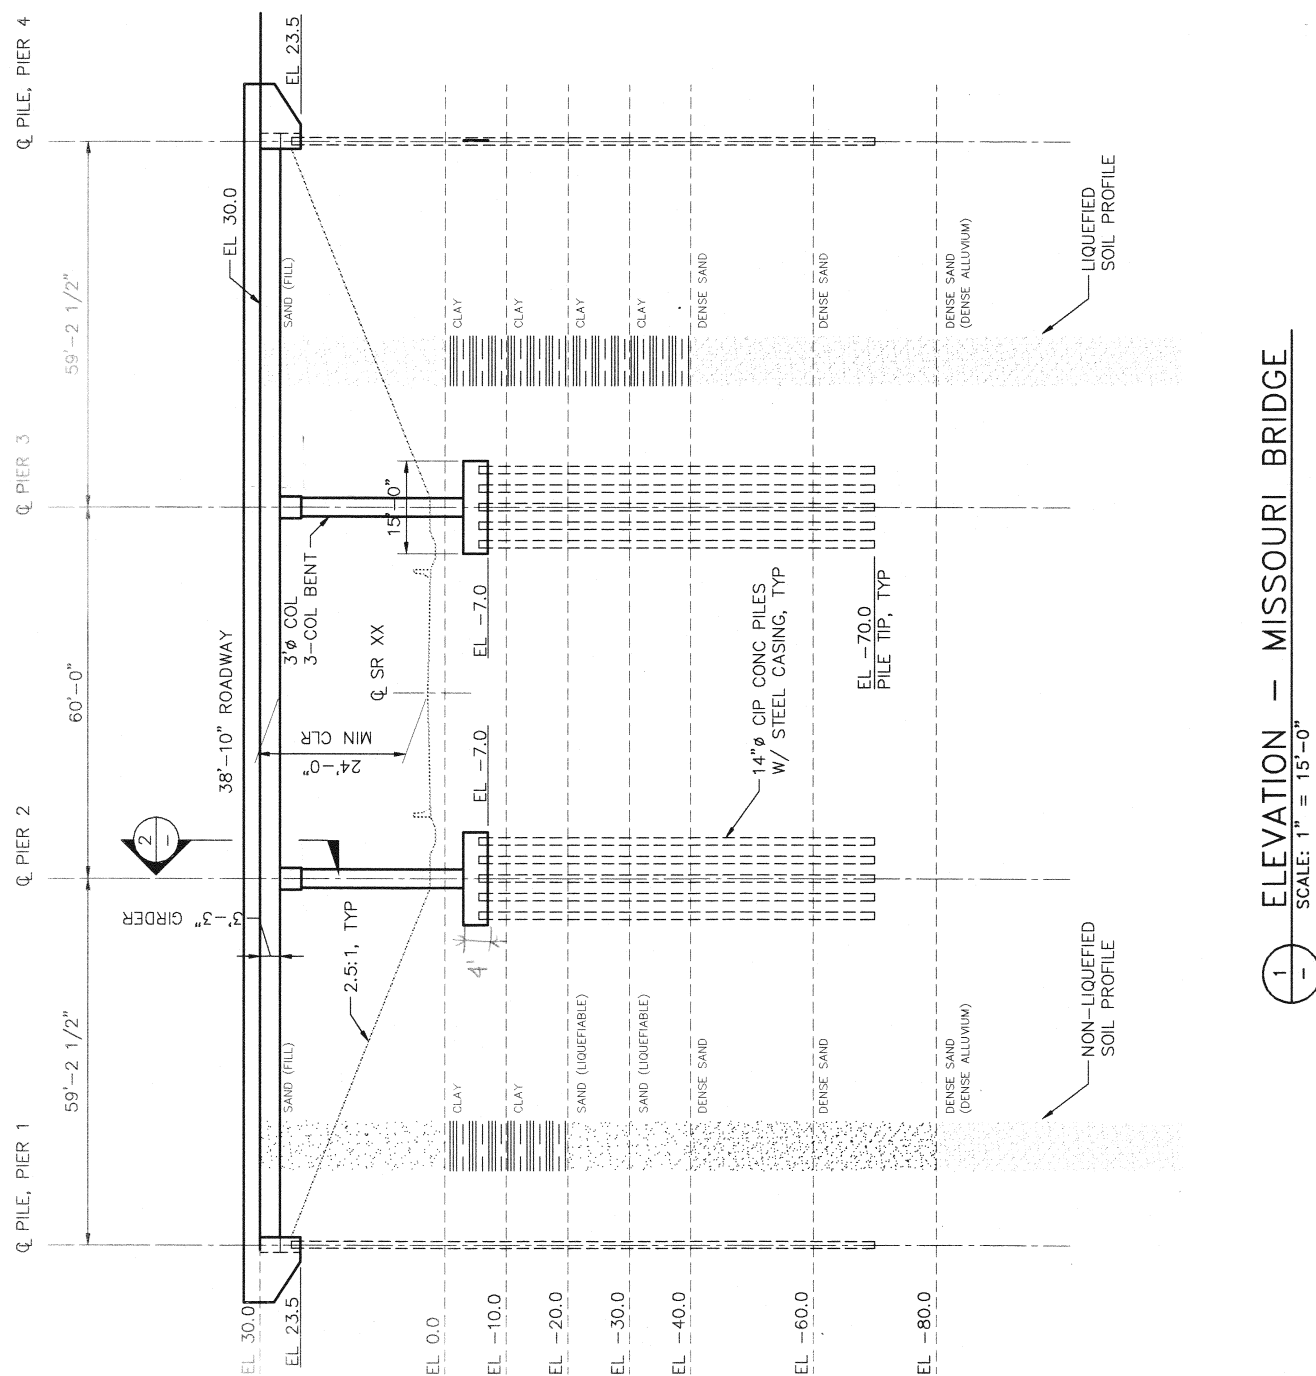 ℄ PILE, PIER 1
℄ PIER 2
℄ PIER 3
℄ PILE, PIER 4
59'-2 1/2"
60'-0"
59'-2 1/2"
2
-
3'-3" GIRDER
38'-10" ROADWAY
EL 30.0
EL 30.0
EL 23.5
EL 23.5
SAND (FILL)
SAND (FILL)
2.5:1, TYP
24'-0"
MIN CLR
3'ø COL
3-COL BENT
℄ SR XX
15'-0"
4'
EL -7.0
EL -7.0
EL 0.0
CLAY
CLAY
EL -10.0
CLAY
CLAY
EL -20.0
SAND (LIQUEFIABLE)
CLAY
EL -30.0
SAND (LIQUEFIABLE)
CLAY
EL -40.0
DENSE SAND
DENSE SAND
14"ø CIP CONC PILES
W/ STEEL CASING, TYP
EL -70.0
PILE TIP, TYP
EL -60.0
DENSE SAND
DENSE SAND
EL -80.0
DENSE SAND
(DENSE ALLUVIUM)
DENSE SAND
(DENSE ALLUVIUM)
NON-LIQUEFIED
SOIL PROFILE
LIQUEFIED
SOIL PROFILE
1
-
ELEVATION - MISSOURI BRIDGE
SCALE: 1" = 15'-0"